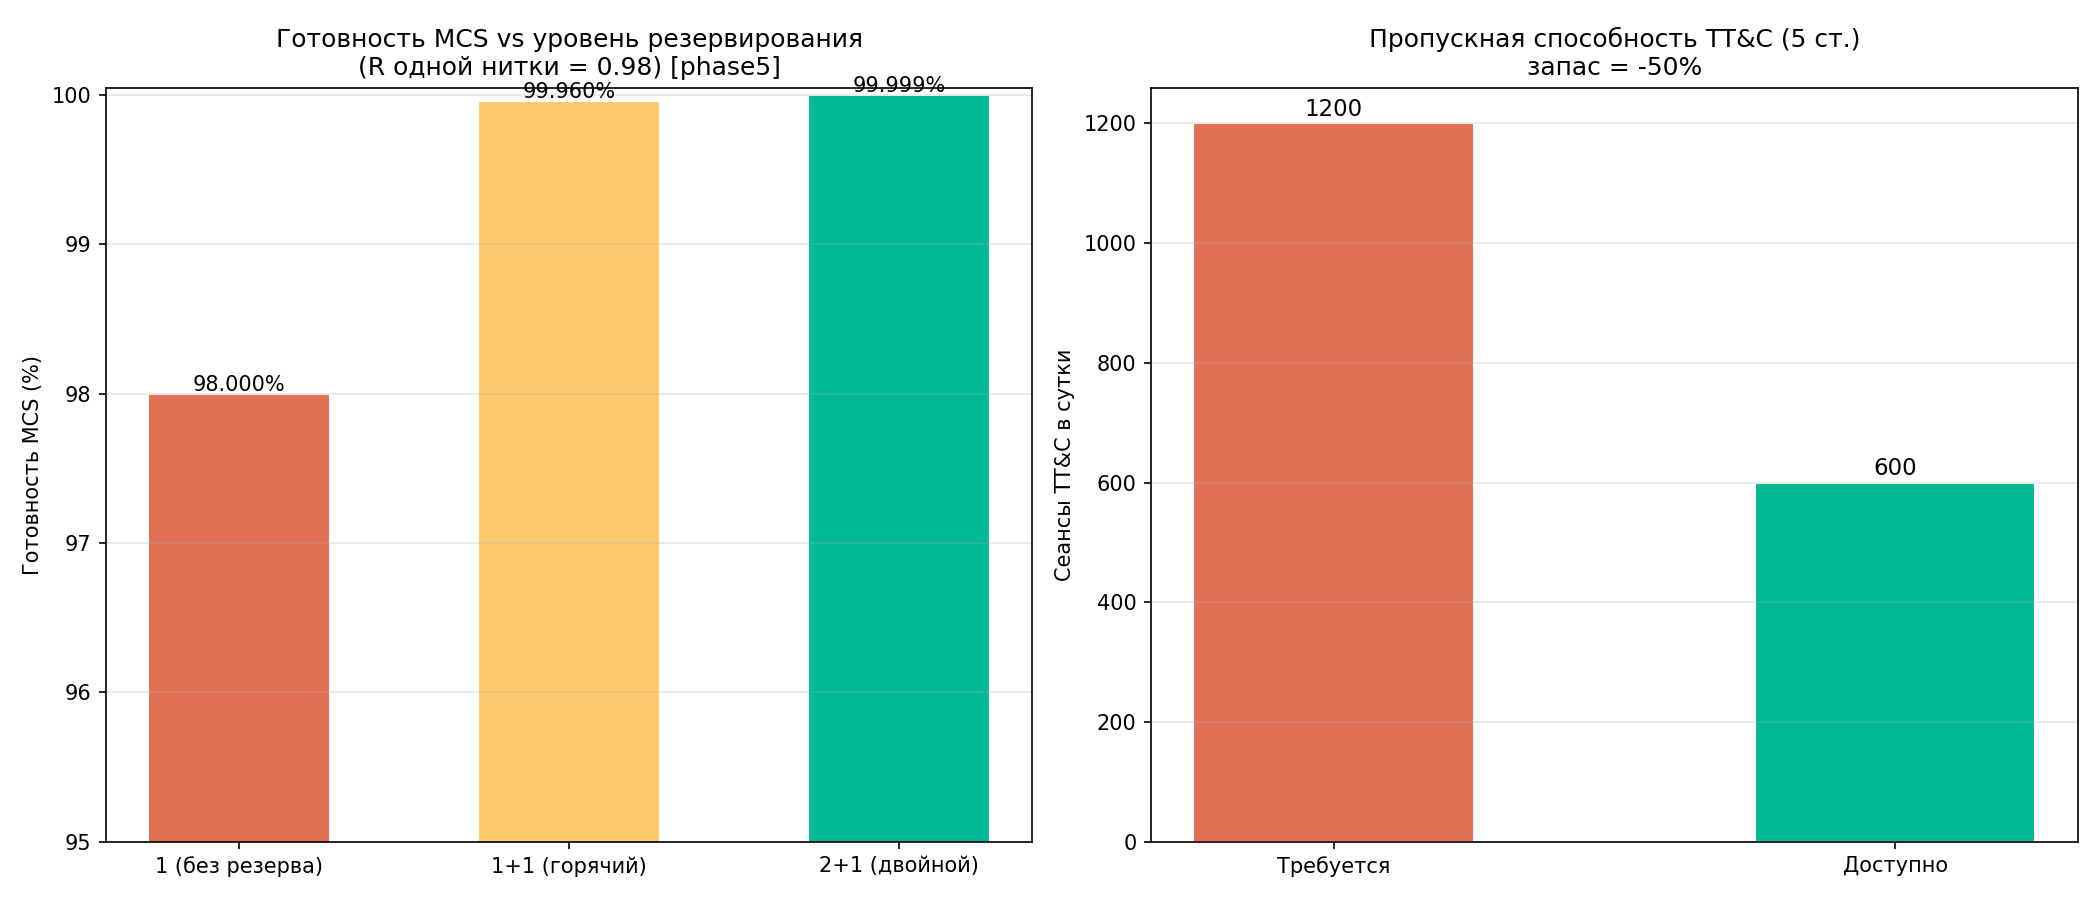 Готовность MCS vs уровень резервирования
(R одной нитки = 0.98) [phase5]
Готовность MCS (%)
100
99
98
97
96
95
98.000%
99.960%
99.999%
1 (без резерва)
1+1 (горячий)
2+1 (двойной)
Пропускная способность TT&C (5 ст.)
запас = -50%
Сеансы TT&C в сутки
1200
1000
800
600
400
200
0
1200
600
Требуется
Доступно